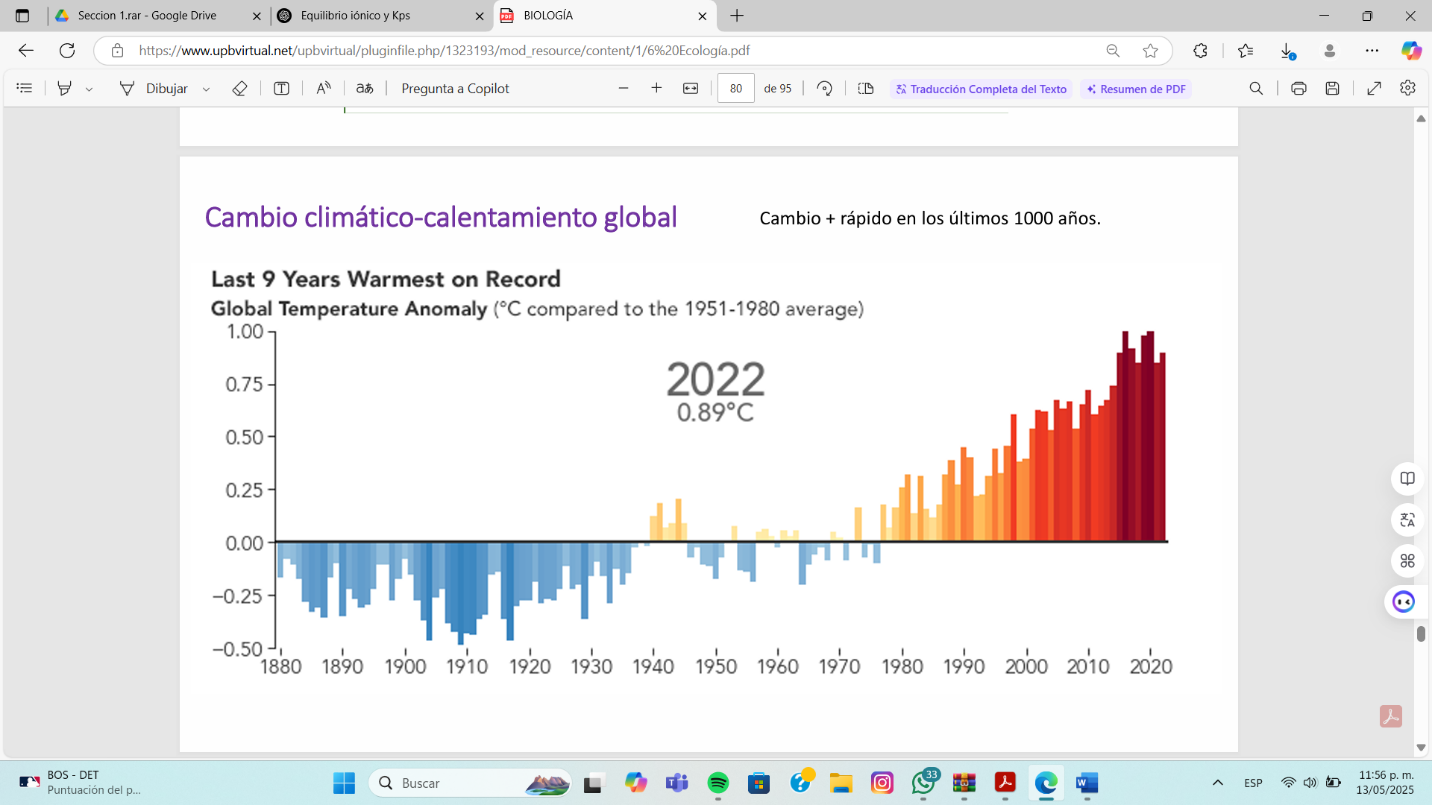 Seccion 1.rar - Google Drive
Equilibrio iónico y Kps
BIOLOGÍA
https://www.upbvirtual.net/upbvirtual/pluginfile.php/1323193/mod_resource/content/1/6%20Ecología.pdf
Dibujar
Pregunta a Copilot
80 de 95
Traducción Completa del Texto
Resumen de PDF
Cambio climático-calentamiento global
Cambio + rápido en los últimos 1000 años.
Last 9 Years Warmest on Record
Global Temperature Anomaly (°C compared to the 1951-1980 average)
1.00
0.75
0.50
0.25
0.00
−0.25
−0.50
2022
0.89°C
1880 1890 1900 1910 1920 1930 1940 1950 1960 1970 1980 1990 2000 2010 2020
BOS - DET
Puntuación del p...
Buscar
33
ESP
11:56 p. m.
13/05/2025